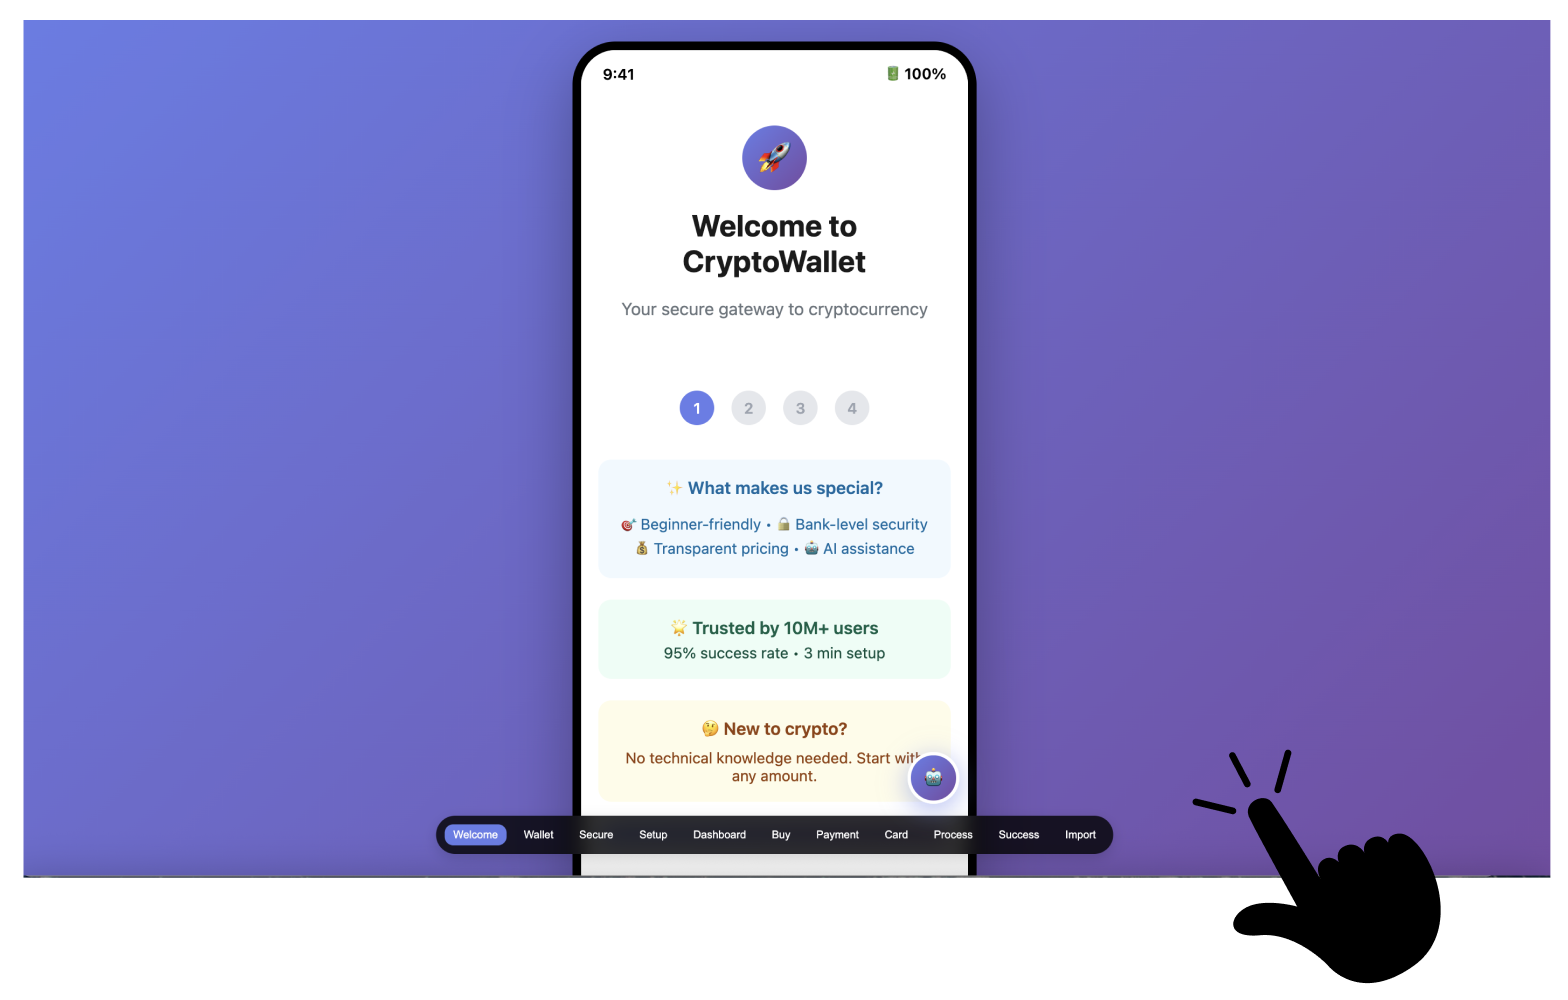 9:41 100%
Welcome to
CryptoWallet
Your secure gateway to cryptocurrency
1 2 3 4
✨ What makes us special?
🎯 Beginner-friendly • 🔒 Bank-level security
💰 Transparent pricing • 🤖 AI assistance
🌟 Trusted by 10M+ users
95% success rate • 3 min setup
🤔 New to crypto?
No technical knowledge needed. Start with
any amount.
Welcome Wallet Secure Setup Dashboard Buy Payment Card Process Success Import